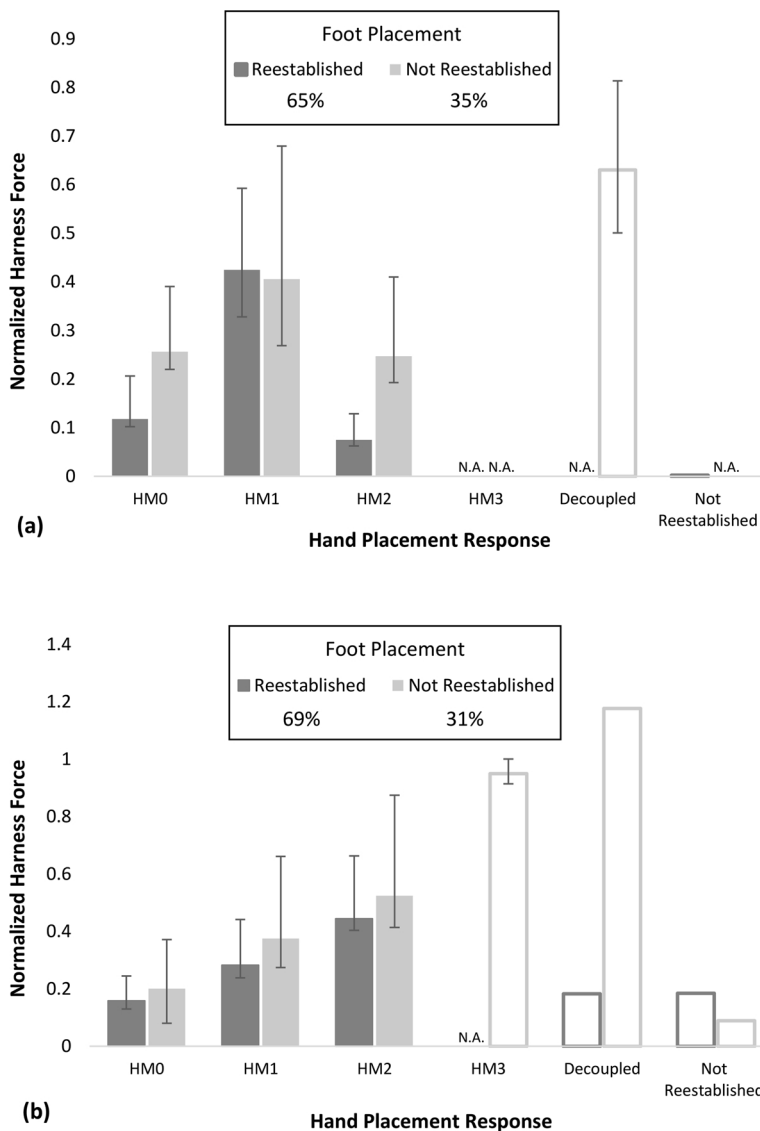 Foot Placement
Reestablished Not Reestablished
65% 35%
0.9
0.8
0.7
0.6
0.5
0.4
0.3
0.2
0.1
0
Normalized Harness Force
N.A. N.A. N.A. N.A.
HM0 HM1 HM2 HM3 Decoupled Not
Reestablished
(a)
Hand Placement Response
Foot Placement
Reestablished Not Reestablished
69% 31%
1.4
1.2
1
0.8
0.6
0.4
0.2
0
Normalized Harness Force
N.A.
HM0 HM1 HM2 HM3 Decoupled Not
Reestablished
(b)
Hand Placement Response